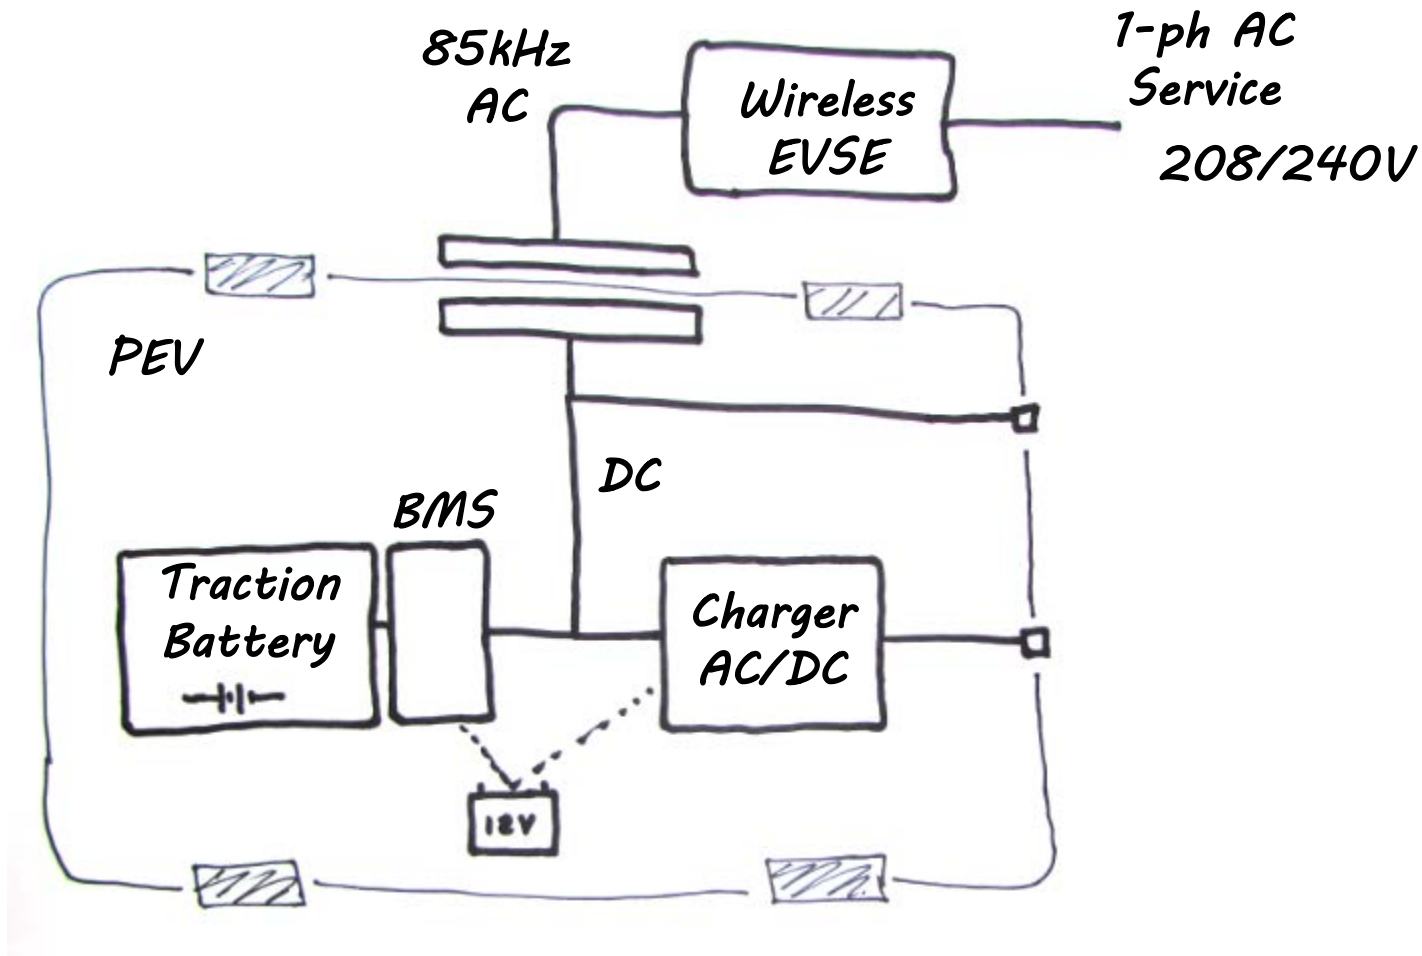 85kHz
AC
Wireless
EVSE
1-ph AC
Service
208/240V
PEV
DC
BMS
Traction
Battery
Charger
AC/DC
12V